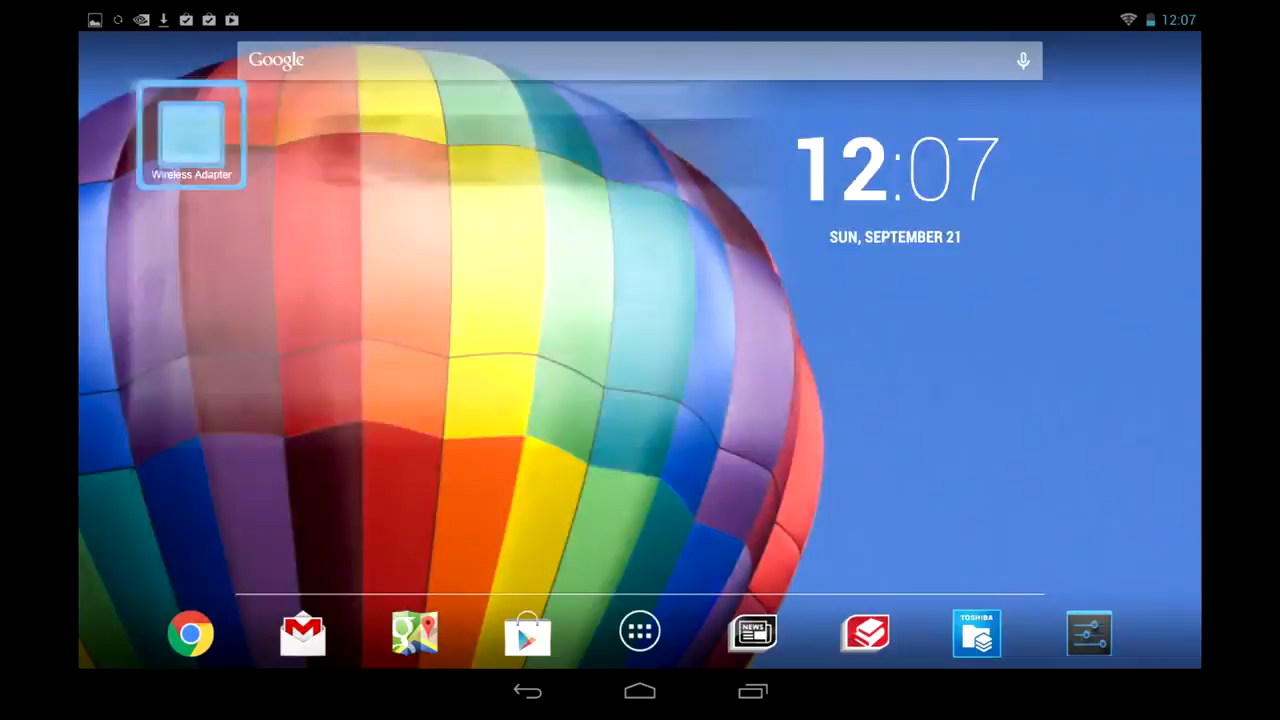 12:07
Google
Wireless Adapter
12:07
SUN, SEPTEMBER 21
NEWS
TOSHIBA